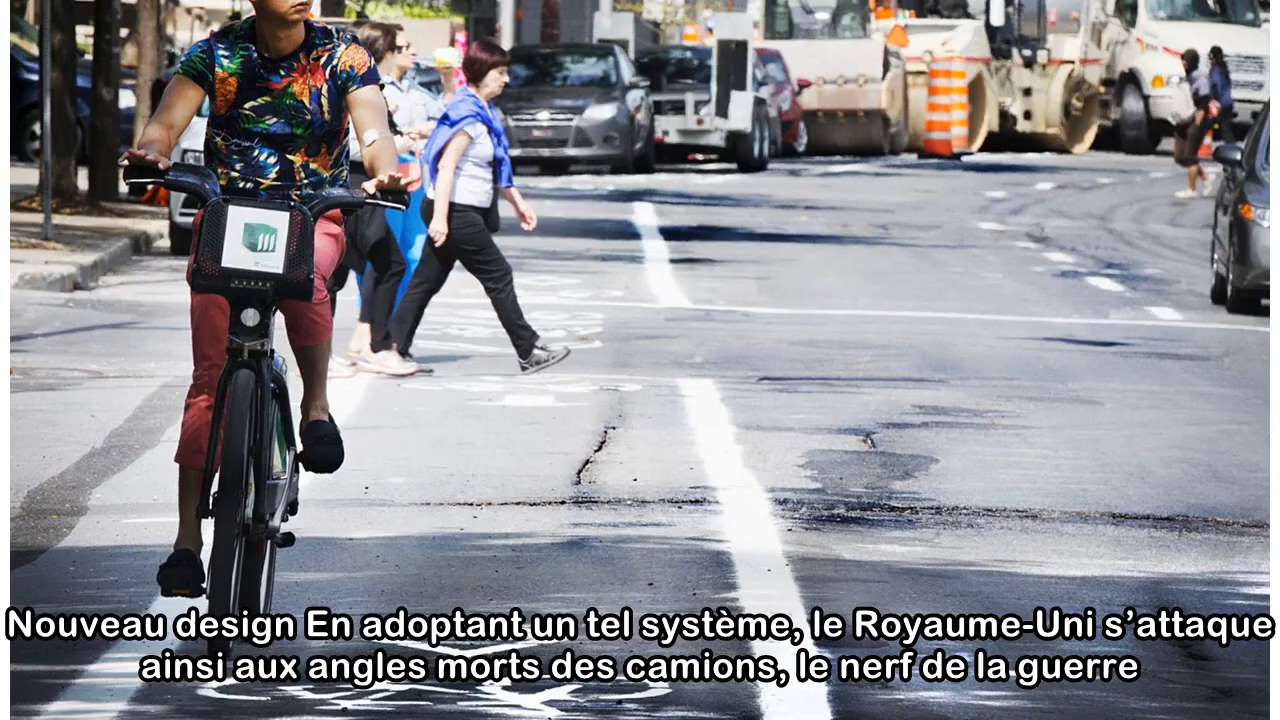 Nouveau design En adoptant un tel système, le Royaume-Uni s’attaque
ainsi aux angles morts des camions, le nerf de la guerre